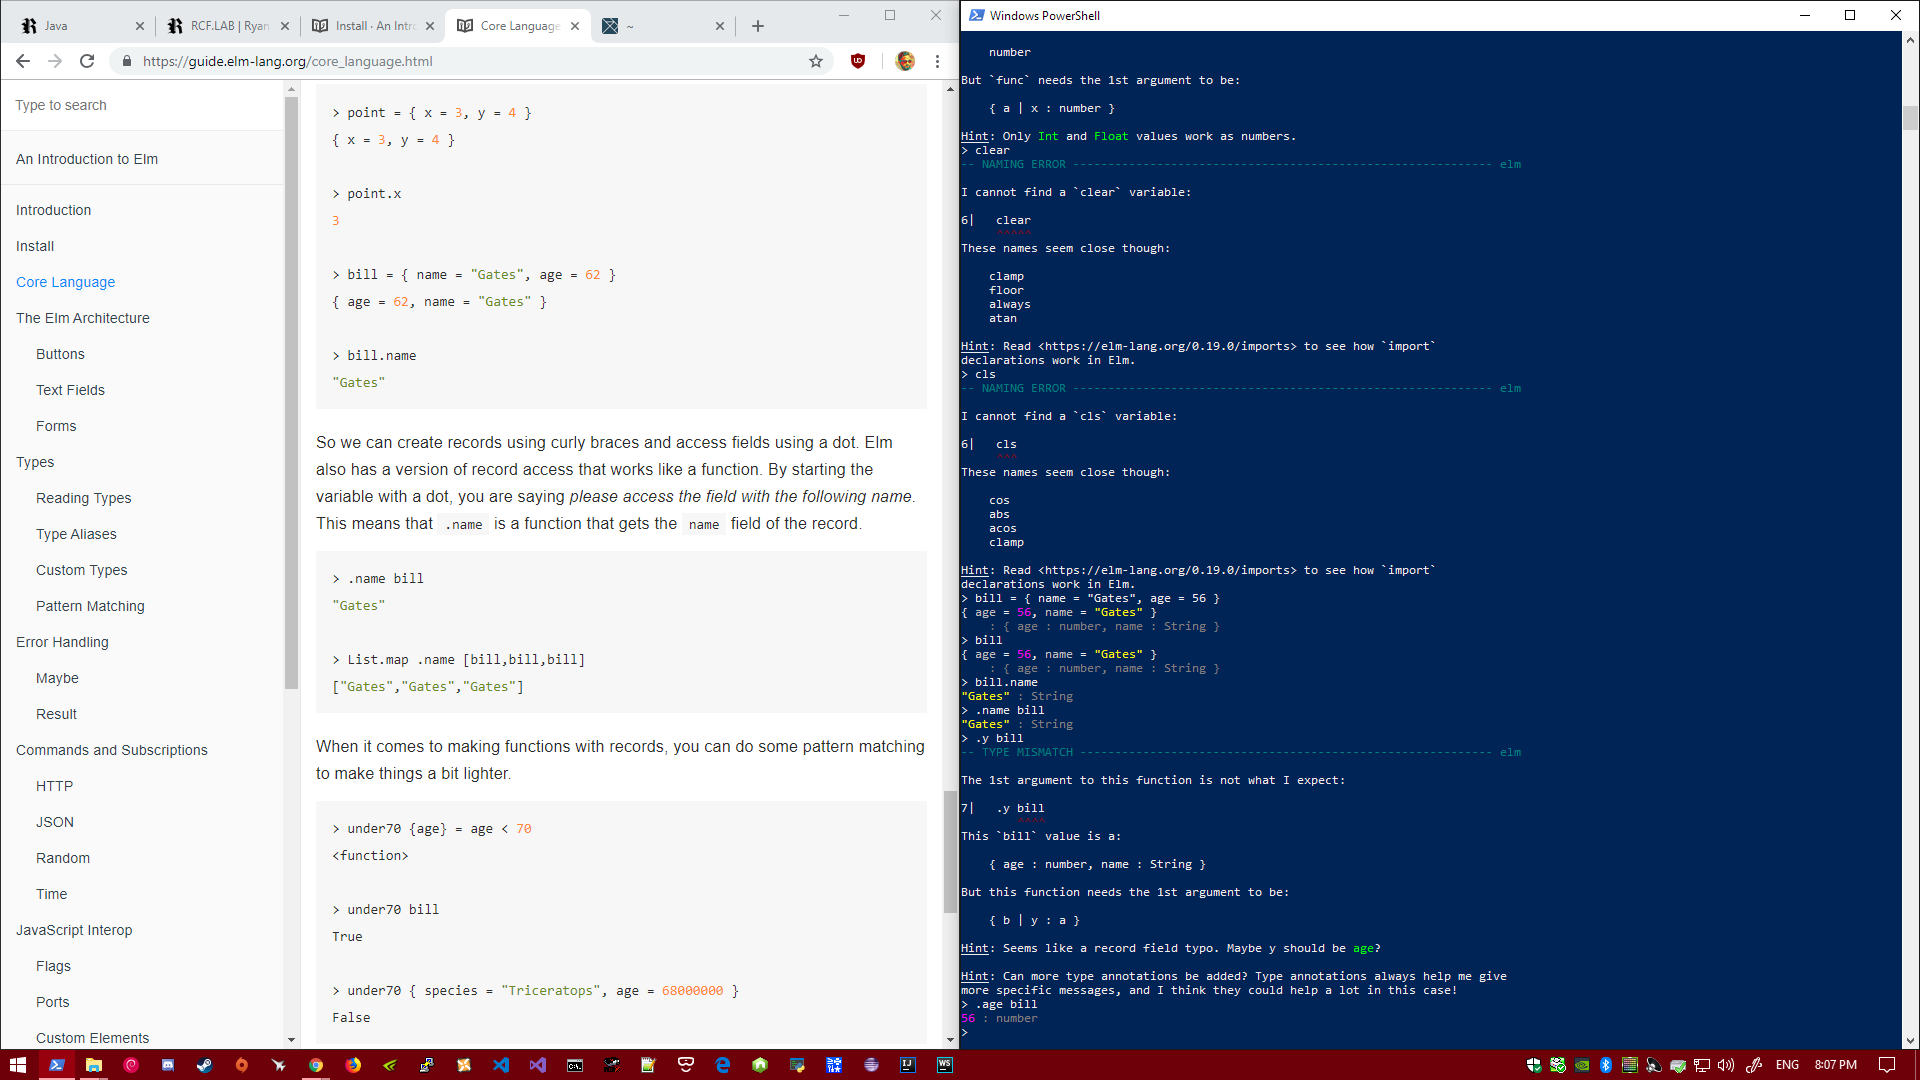 Java
RCF.LAB | Ryan
Install · An Intro
Core Language
~
https://guide.elm-lang.org/core_language.html
Type to search
An Introduction to Elm
Introduction
Install
Core Language
The Elm Architecture
Buttons
Text Fields
Forms
Types
Reading Types
Type Aliases
Custom Types
Pattern Matching
Error Handling
Maybe
Result
Commands and Subscriptions
HTTP
JSON
Random
Time
JavaScript Interop
Flags
Ports
Custom Elements
> point = { x = 3, y = 4 }
{ x = 3, y = 4 }
> point.x
3
> bill = { name = "Gates", age = 62 }
{ age = 62, name = "Gates" }
> bill.name
"Gates"
So we can create records using curly braces and access fields using a dot. Elm
also has a version of record access that works like a function. By starting the
variable with a dot, you are saying please access the field with the following name.
This means that .name is a function that gets the name field of the record.
> .name bill
"Gates"
> List.map .name [bill,bill,bill]
["Gates","Gates","Gates"]
When it comes to making functions with records, you can do some pattern matching
to make things a bit lighter.
> under70 {age} = age < 70
<function>
> under70 bill
True
> under70 { species = "Triceratops", age = 68000000 }
False
Windows PowerShell
number
But `func` needs the 1st argument to be:
{ a | x : number }
Hint: Only Int and Float values work as numbers.
> clear
-- NAMING ERROR ------------------------------------------------------------ elm
I cannot find a `clear` variable:
6|   clear
^^^^^
These names seem close though:
clamp
floor
always
atan
Hint: Read <https://elm-lang.org/0.19.0/imports> to see how `import`
declarations work in Elm.
> cls
-- NAMING ERROR ------------------------------------------------------------ elm
I cannot find a `cls` variable:
6|   cls
^^^
These names seem close though:
cos
abs
acos
clamp
Hint: Read <https://elm-lang.org/0.19.0/imports> to see how `import`
declarations work in Elm.
> bill = { name = "Gates", age = 56 }
{ age = 56, name = "Gates" }
: { age : number, name : String }
> bill
{ age = 56, name = "Gates" }
: { age : number, name : String }
> bill.name
"Gates" : String
> .name bill
"Gates" : String
> .y bill
-- TYPE MISMATCH ----------------------------------------------------------- elm
The 1st argument to this function is not what I expect:
7|   .y bill
^^^^
This `bill` value is a:
{ age : number, name : String }
But this function needs the 1st argument to be:
{ b | y : a }
Hint: Seems like a record field typo. Maybe y should be age?
Hint: Can more type annotations be added? Type annotations always help me give
more specific messages, and I think they could help a lot in this case!
> .age bill
56 : number
>
ENG
8:07 PM